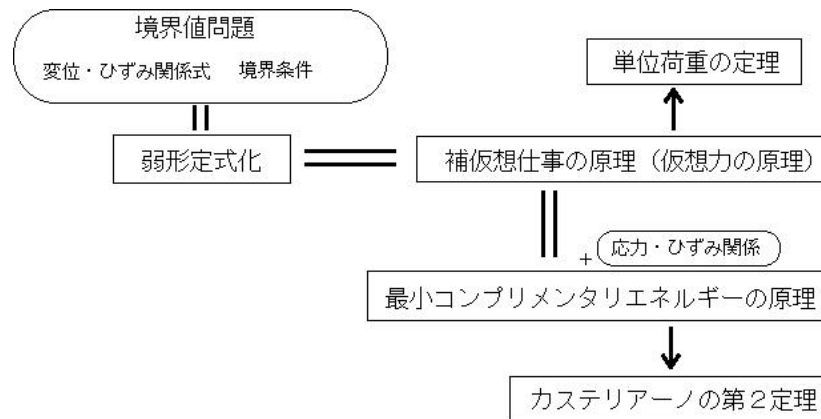 境界値問題
変位・ひずみ関係式 境界条件
単位荷重の定理
弱形定式化
補仮想仕事の原理(仮想力の原理)
+
応力・ひずみ関係
最小コンプリメンタリエネルギーの原理
カステリアーノの第2定理